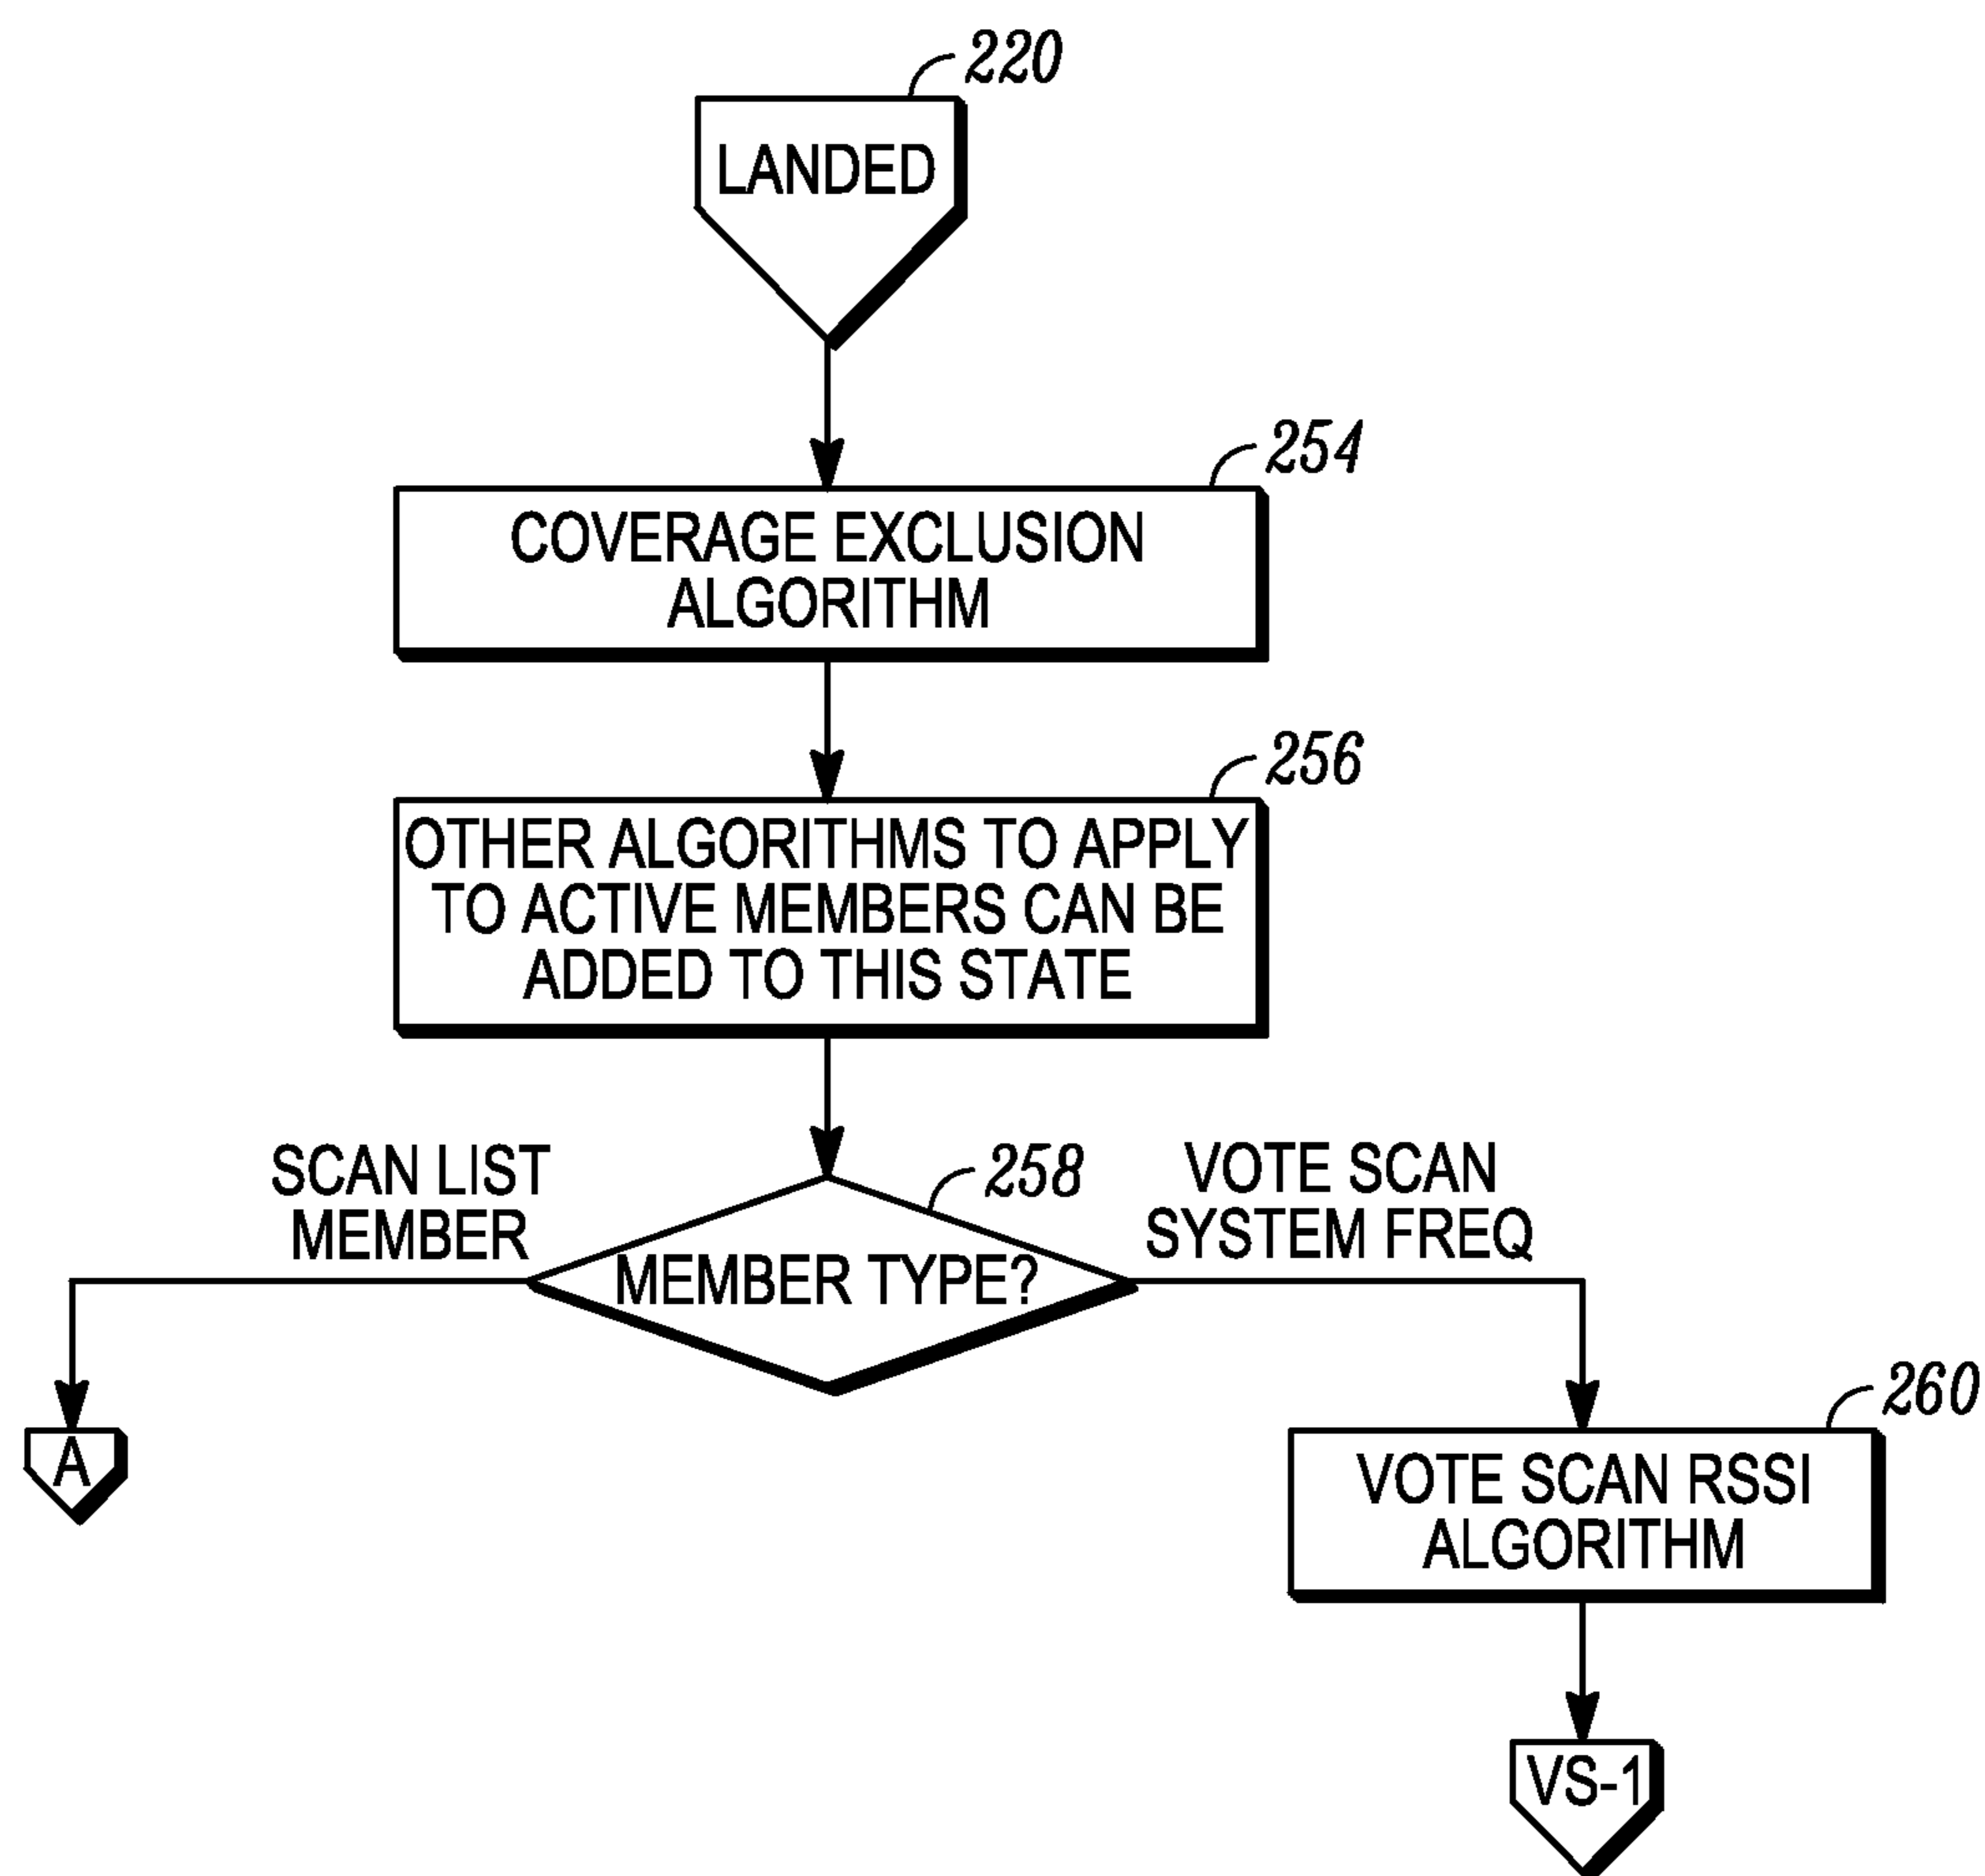 220
LANDED
254
COVERAGE EXCLUSION
ALGORITHM
256
OTHER ALGORITHMS TO APPLY
TO ACTIVE MEMBERS CAN BE
ADDED TO THIS STATE
SCAN LIST
MEMBER
258
VOTE SCAN
SYSTEM FREQ
MEMBER TYPE?
A
260
VOTE SCAN RSSI
ALGORITHM
VS-1